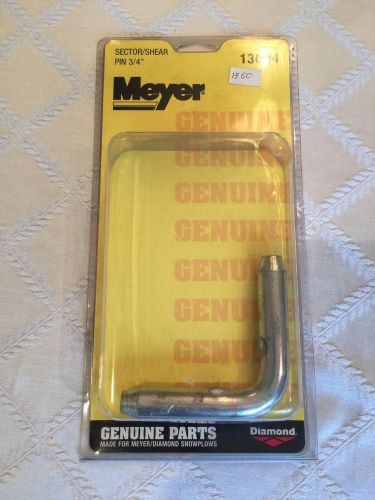 SECTOR/SHEAR
PIN 3/4"
13 50
Meyer®
GENUINE
GENUINE
GENUINE
GENUINE
GENUINE
GENUINE
GENUINE
GENUINE PARTS
MADE FOR MEYER/DIAMOND SNOWPLOWS
Diamond